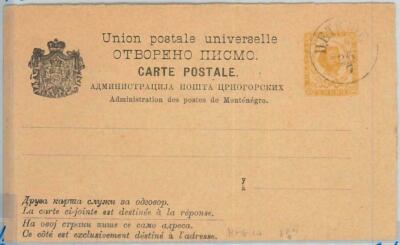 Union postale universelle
ОТВОРЕНО ПИСМО.
CARTE POSTALE.
АДМИНИСТРАЦИЈА ПОШТА ЦРНОГОРСКИХ
Administration des postes de Monténégro.
У
à
Друга карта служи за одговор.
La carte ci-jointe est destinée à la réponse.
На овој страни пише се само адреса.
Ce côté est exclusivement déstiné à l'adresse.